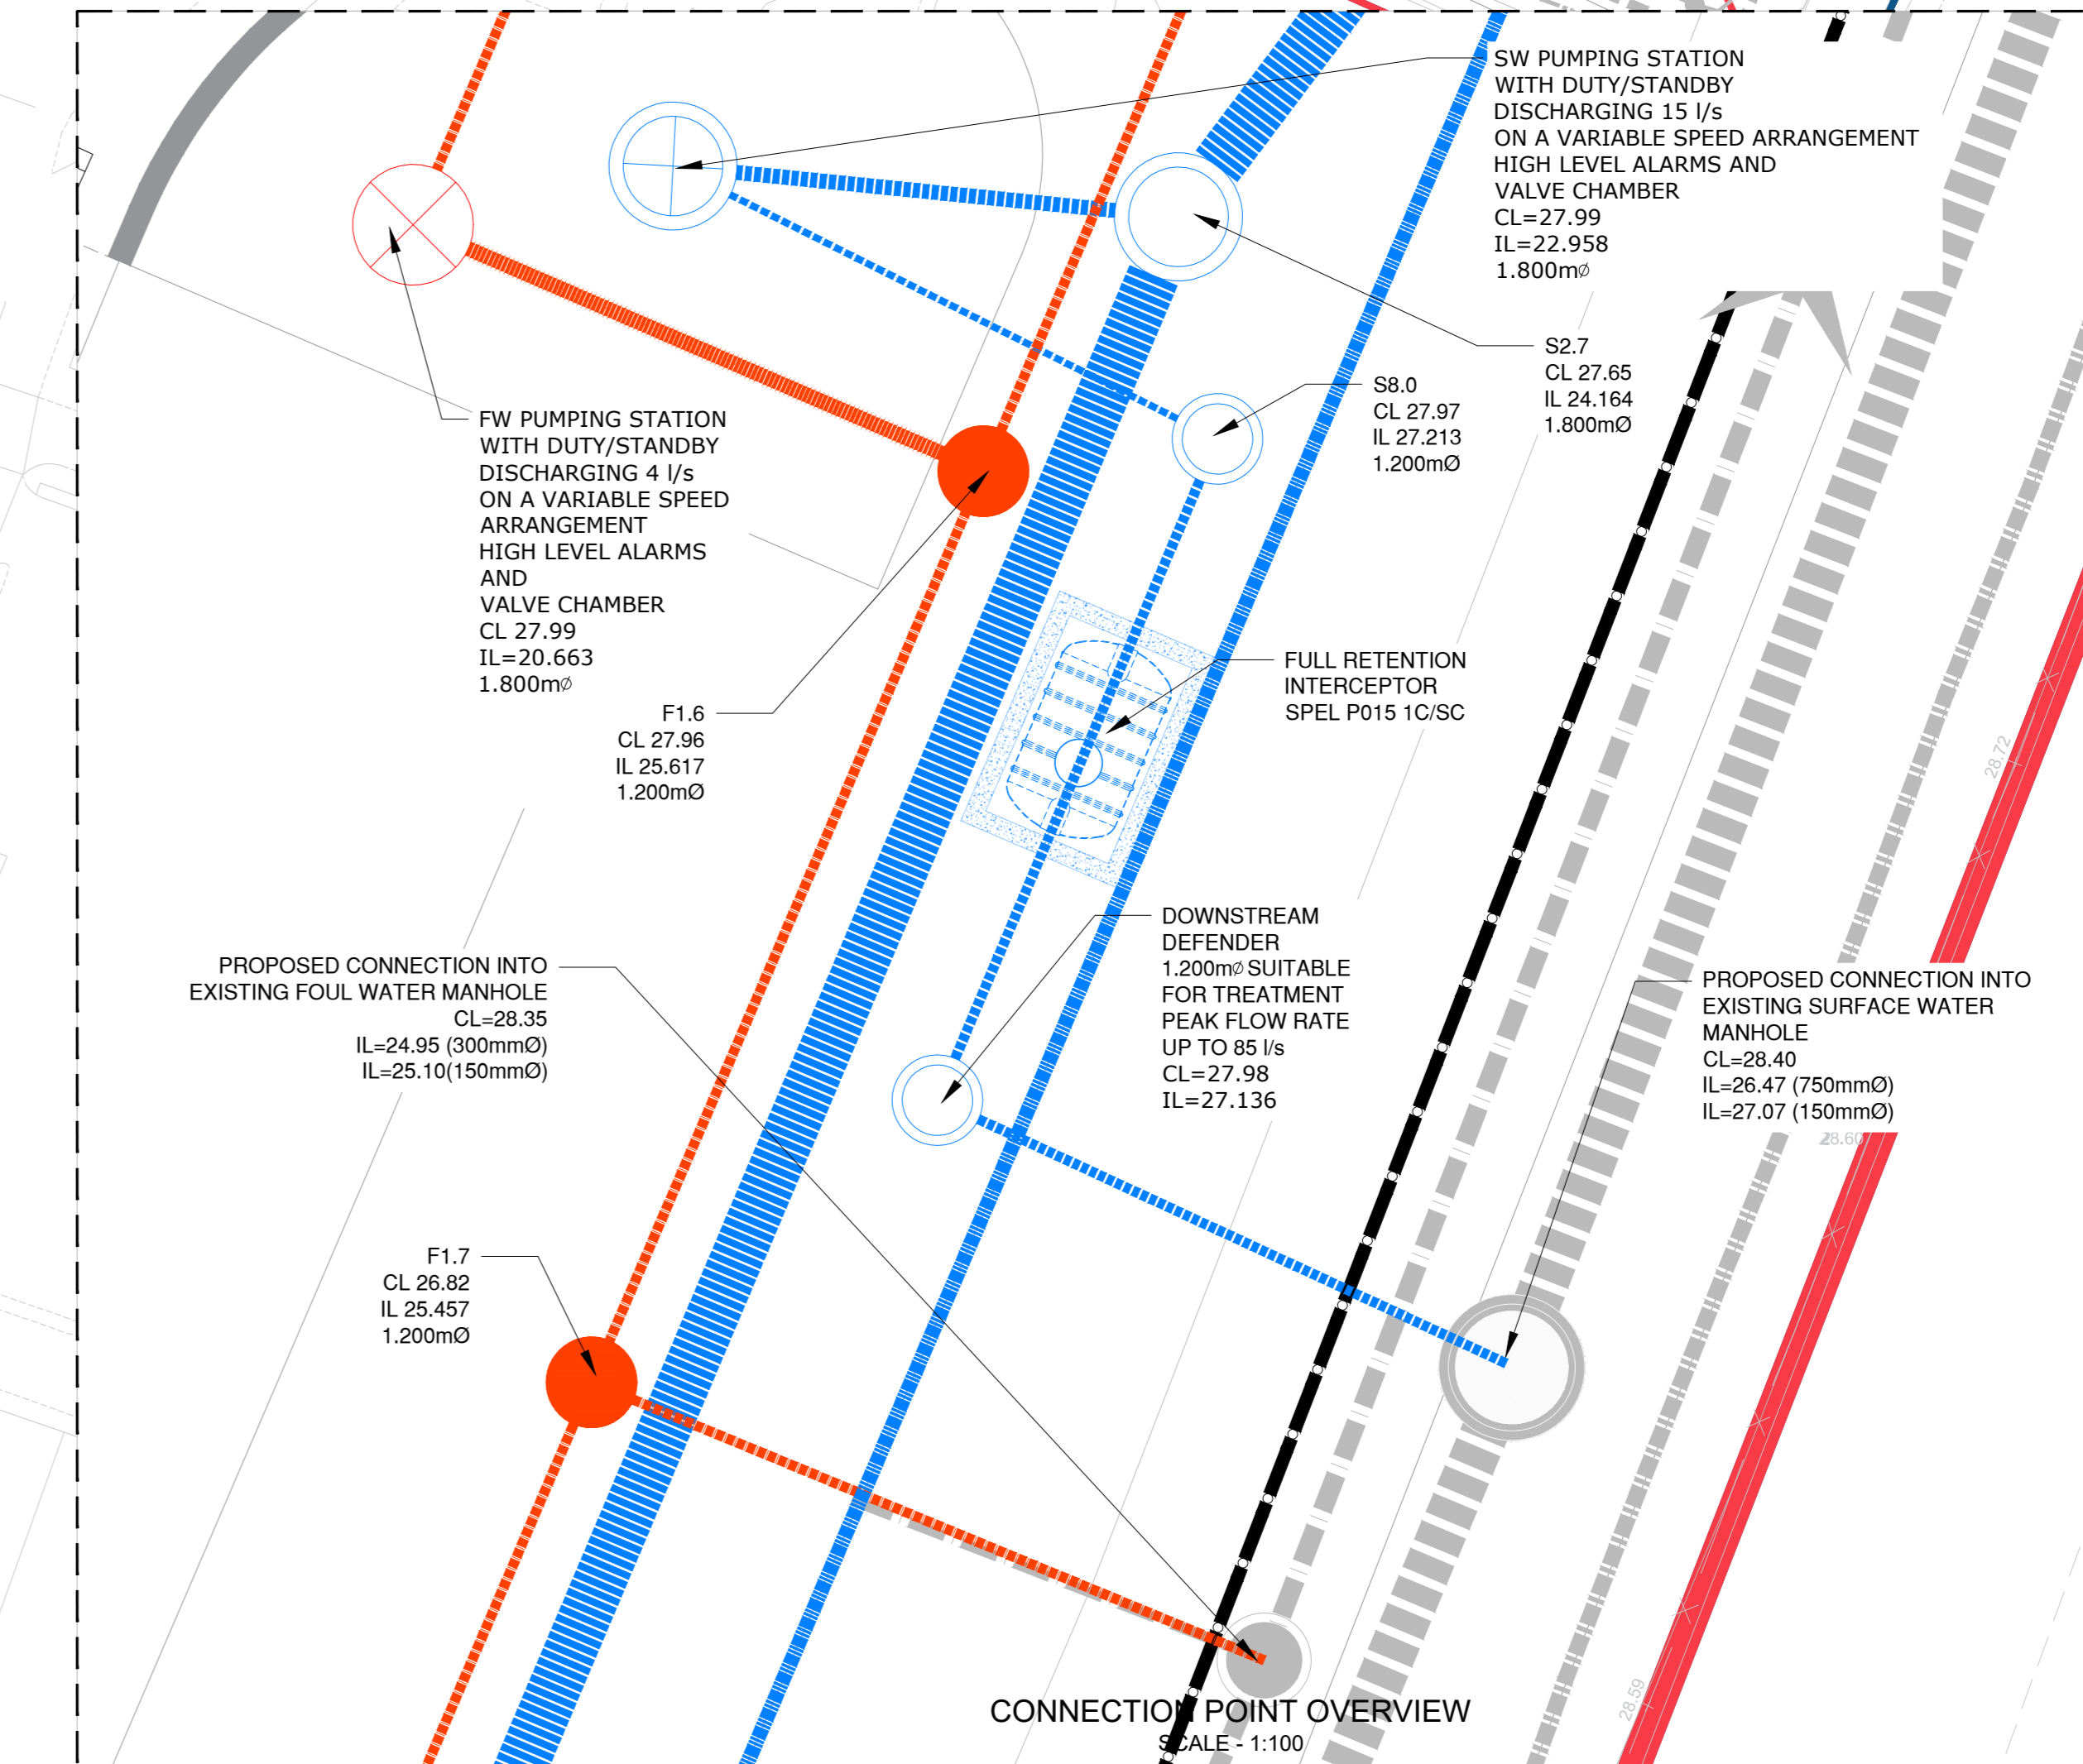 SW PUMPING STATION
WITH DUTY/STANDBY
DISCHARGING 15 l/s
ON A VARIABLE SPEED ARRANGEMENT
HIGH LEVEL ALARMS AND
VALVE CHAMBER
CL=27.99
IL=22.958
1.800mø
S2.7
CL 27.65
IL 24.164
1.800mØ
S8.0
CL 27.97
IL 27.213
1.200mØ
FW PUMPING STATION
WITH DUTY/STANDBY
DISCHARGING 4 l/s
ON A VARIABLE SPEED
ARRANGEMENT
HIGH LEVEL ALARMS
AND
VALVE CHAMBER
CL 27.99
IL=20.663
1.800mø
FULL RETENTION
INTERCEPTOR
SPEL P015 1C/SC
F1.6
CL 27.96
IL 25.617
1.200mØ
28.72
DOWNSTREAM
DEFENDER
1.200mø SUITABLE
FOR TREATMENT
PEAK FLOW RATE
UP TO 85 l/s
CL=27.98
IL=27.136
PROPOSED CONNECTION INTO
EXISTING FOUL WATER MANHOLE
CL=28.35
IL=24.95 (300mmØ)
IL=25.10(150mmØ)
PROPOSED CONNECTION INTO
EXISTING SURFACE WATER
MANHOLE
CL=28.40
IL=26.47 (750mmØ)
IL=27.07 (150mmØ)
28.60
F1.7
CL 26.82
IL 25.457
1.200mØ
28.59
CONNECTION POINT OVERVIEW
SCALE - 1:100